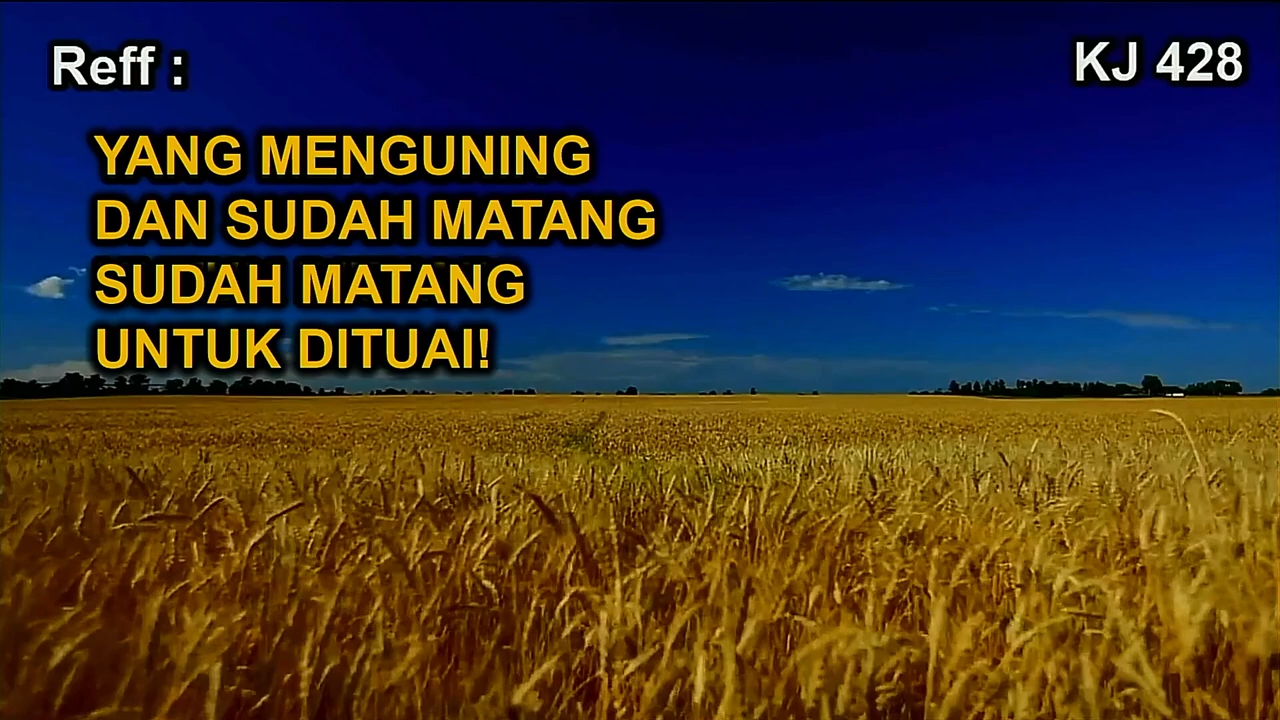 Reff :
KJ 428
YANG MENGUNING
DAN SUDAH MATANG
SUDAH MATANG
UNTUK DITUAI!